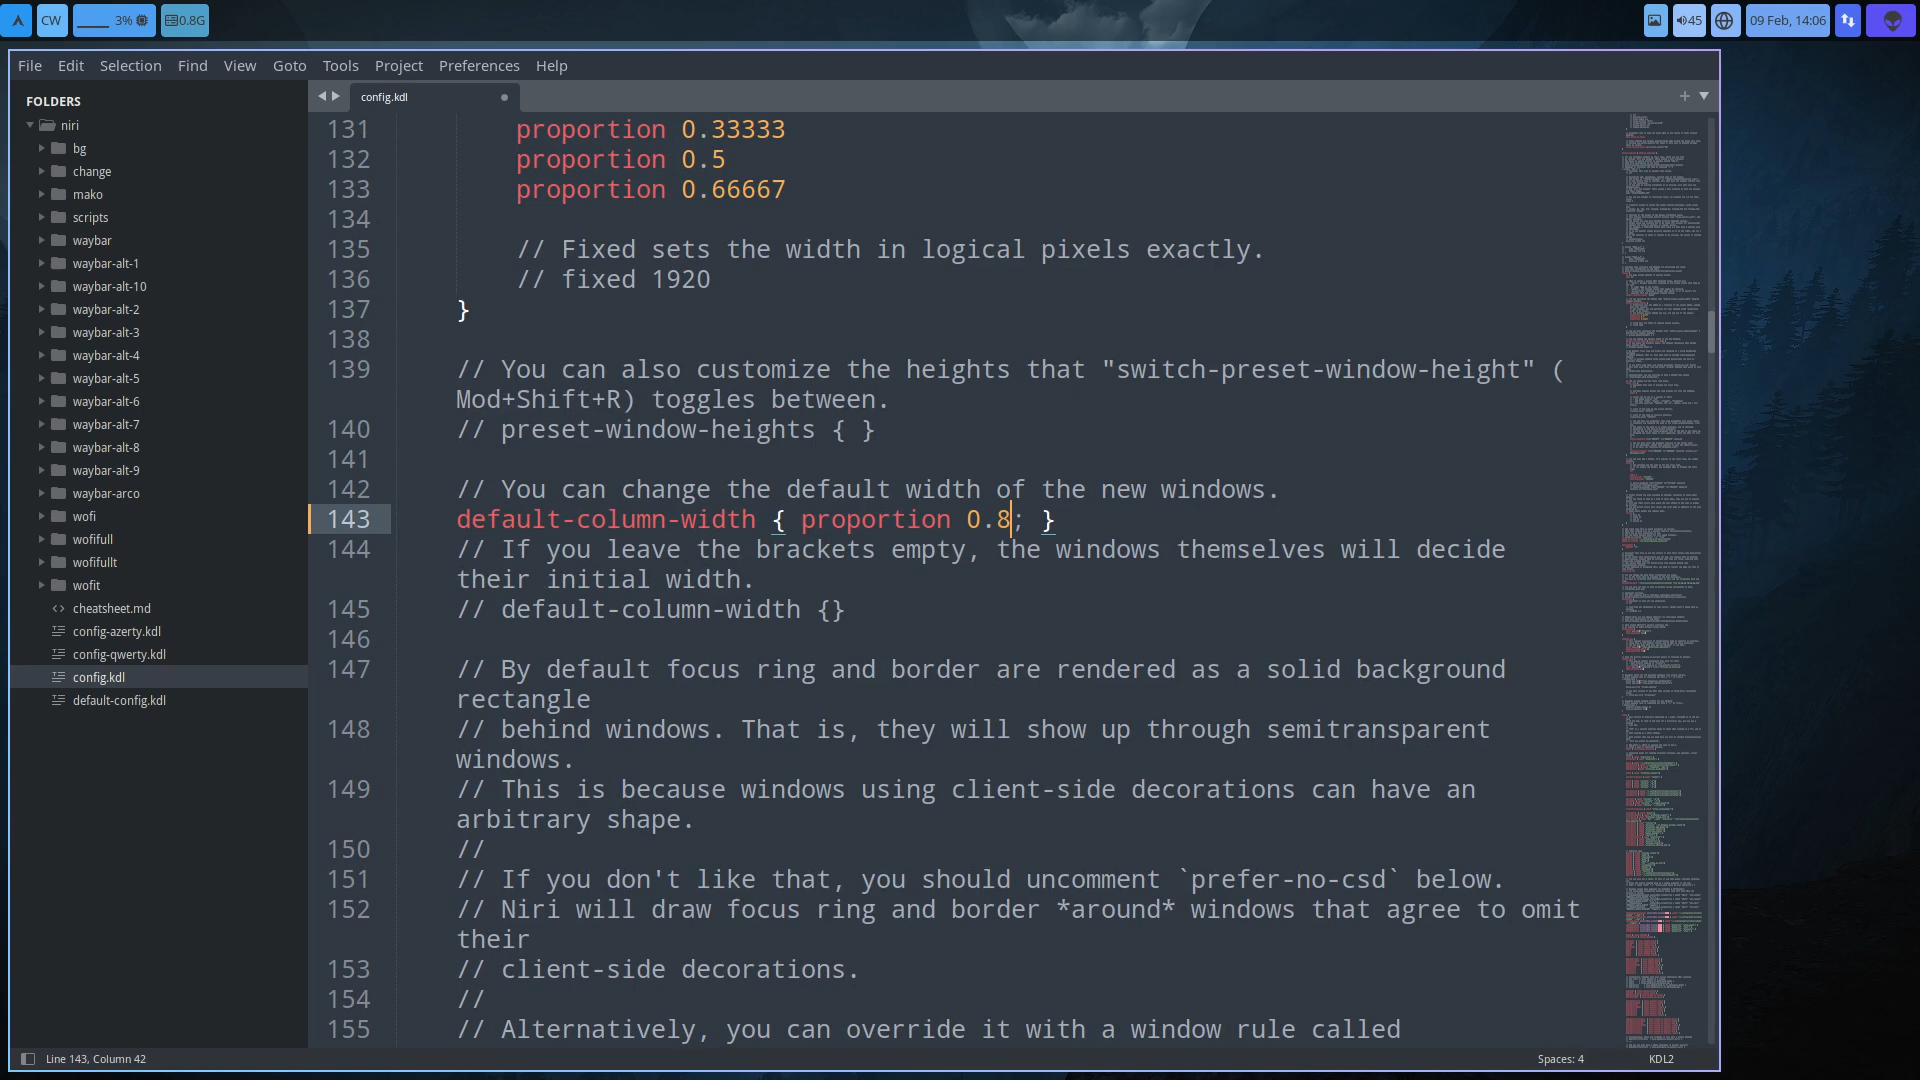 CW
3%
0.8G
45
09 Feb, 14:06
File Edit Selection Find View Goto Tools Project Preferences Help
FOLDERS
niri
bg
change
mako
scripts
waybar
waybar-alt-1
waybar-alt-10
waybar-alt-2
waybar-alt-3
waybar-alt-4
waybar-alt-5
waybar-alt-6
waybar-alt-7
waybar-alt-8
waybar-alt-9
waybar-arco
wofi
wofifull
wofifullt
wofit
cheatsheet.md
config-azerty.kdl
config-qwerty.kdl
config.kdl
default-config.kdl
config.kdl
131 proportion 0.33333
132 proportion 0.5
133 proportion 0.66667
134
135 // Fixed sets the width in logical pixels exactly.
136 // fixed 1920
137 }
138
139 // You can also customize the heights that "switch-preset-window-height" (
Mod+Shift+R) toggles between.
140 // preset-window-heights { }
141
142 // You can change the default width of the new windows.
143 default-column-width { proportion 0.8; }
144 // If you leave the brackets empty, the windows themselves will decide
their initial width.
145 // default-column-width {}
146
147 // By default focus ring and border are rendered as a solid background
rectangle
148 // behind windows. That is, they will show up through semitransparent
windows.
149 // This is because windows using client-side decorations can have an
arbitrary shape.
150 //
151 // If you don't like that, you should uncomment `prefer-no-csd` below.
152 // Niri will draw focus ring and border *around* windows that agree to omit
their
153 // client-side decorations.
154 //
155 // Alternatively, you can override it with a window rule called
Line 143, Column 42
Spaces: 4
KDL2